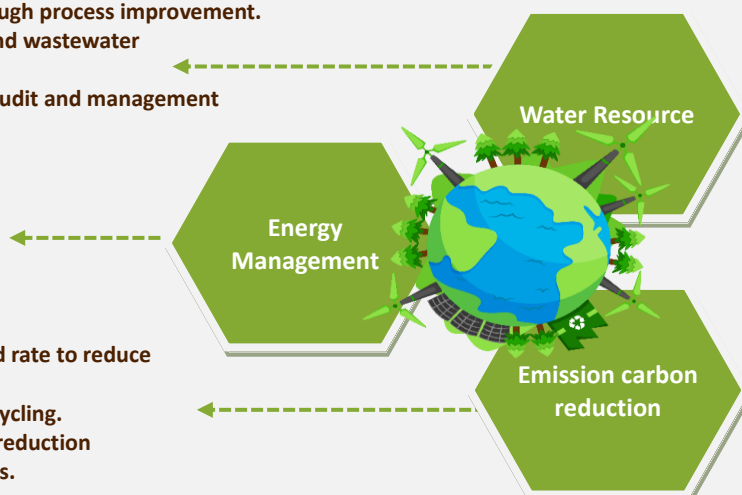 ough process improvement.
nd wastewater
udit and management
Water Resource
Energy
Management
d rate to reduce
ycling.
reduction
s.
Emission carbon
reduction